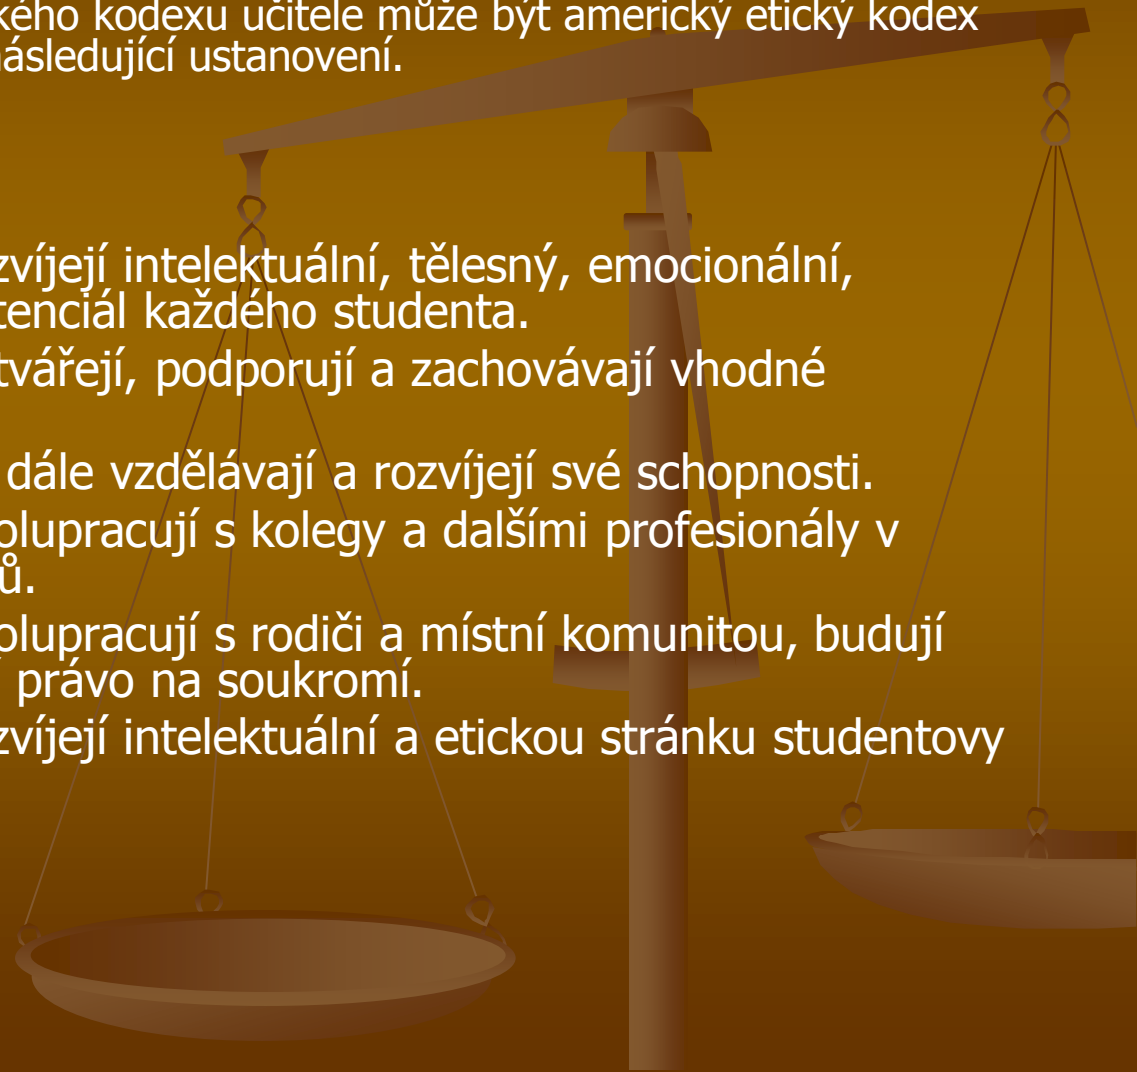 kého kodexu učitele může být americký etický kodex
následující ustanovení.
zvíjejí intelektuální, tělesný, emocionální,
tenciál každého studenta.
tvářejí, podporují a zachovávají vhodné
dále vzdělávají a rozvíjejí své schopnosti.
olupracují s kolegy a dalšími profesionály v
ů.
olupracují s rodiči a místní komunitou, budují
právo na soukromí.
zvíjejí intelektuální a etickou stránku studentovy